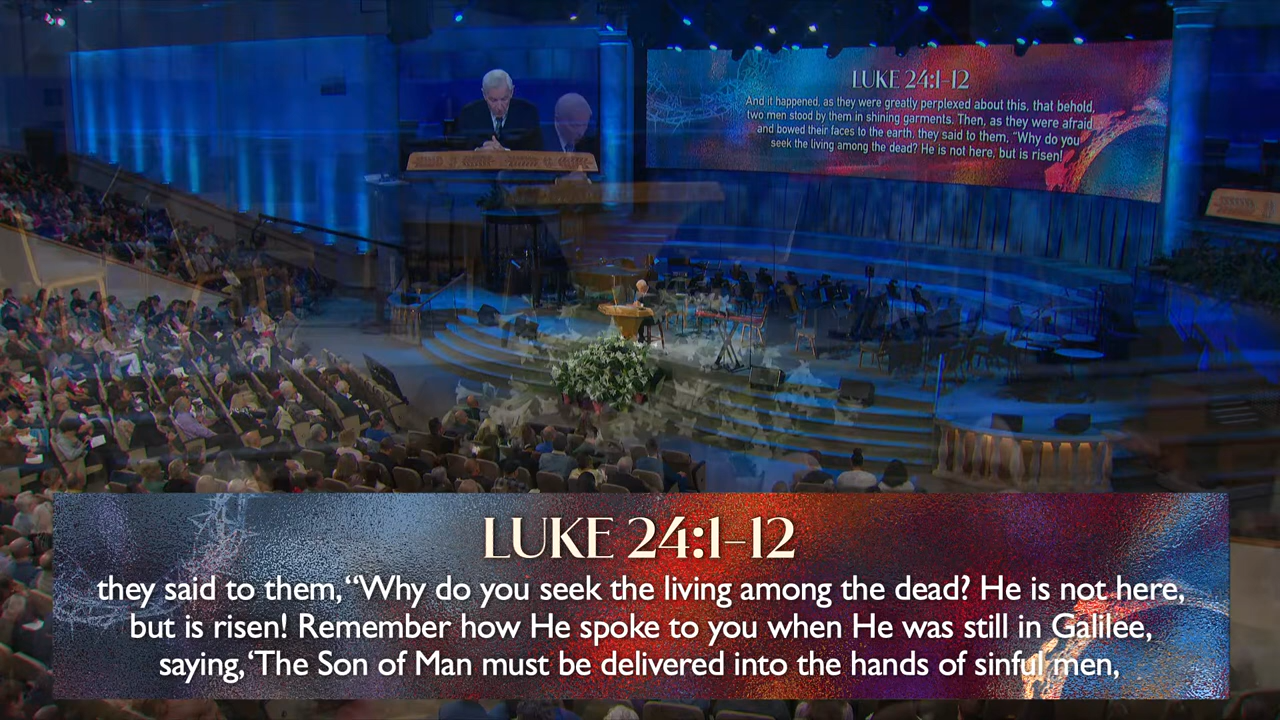 LUKE 24:1–12
And it happened, as they were greatly perplexed about this, that behold,
two men stood by them in shining garments. Then, as they were afraid
and bowed their faces to the earth, they said to them, “Why do you
seek the living among the dead? He is not here, but is risen!
LUKE 24:1–12
they said to them, “Why do you seek the living among the dead? He is not here,
but is risen! Remember how He spoke to you when He was still in Galilee,
saying, ‘The Son of Man must be delivered into the hands of sinful men,